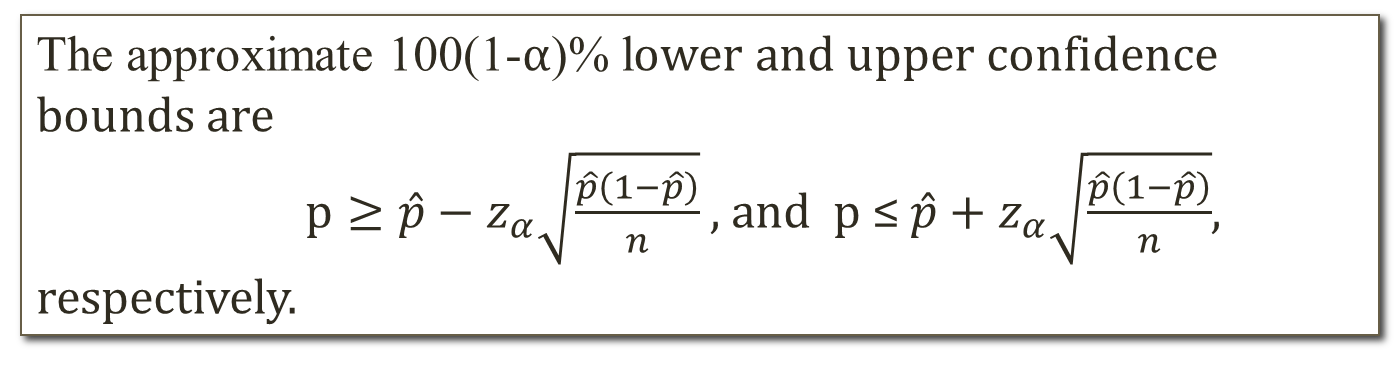 The approximate 100(1-α)% lower and upper confidence
bounds are
p ≥ p̂ − z_α √(p̂(1−p̂)/n) , and p ≤ p̂ + z_α √(p̂(1−p̂)/n),
respectively.